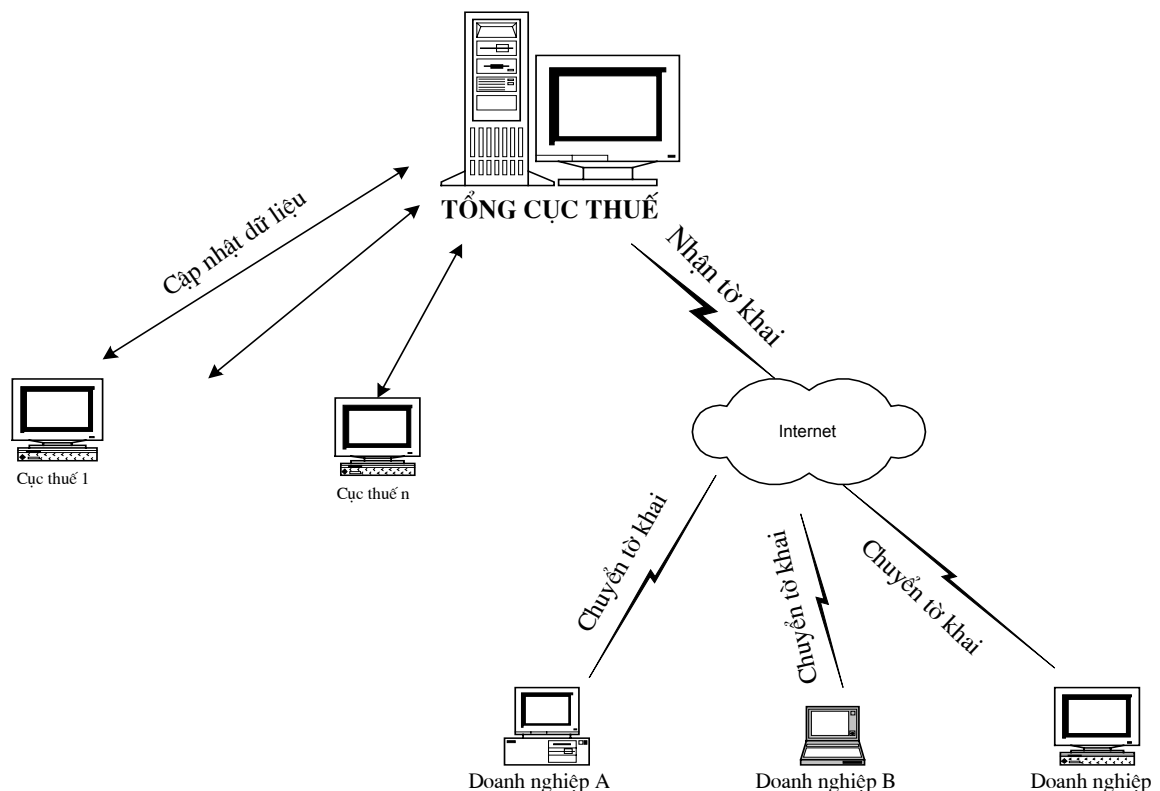 TỔNG CỤC THUẾ
Cập nhật dữ liệu
Nhận tờ khai
Internet
Cục thuế 1
Cục thuế n
Chuyển tờ khai
Chuyển tờ khai
Chuyển tờ khai
Doanh nghiệp A
Doanh nghiệp B
Doanh nghiệp